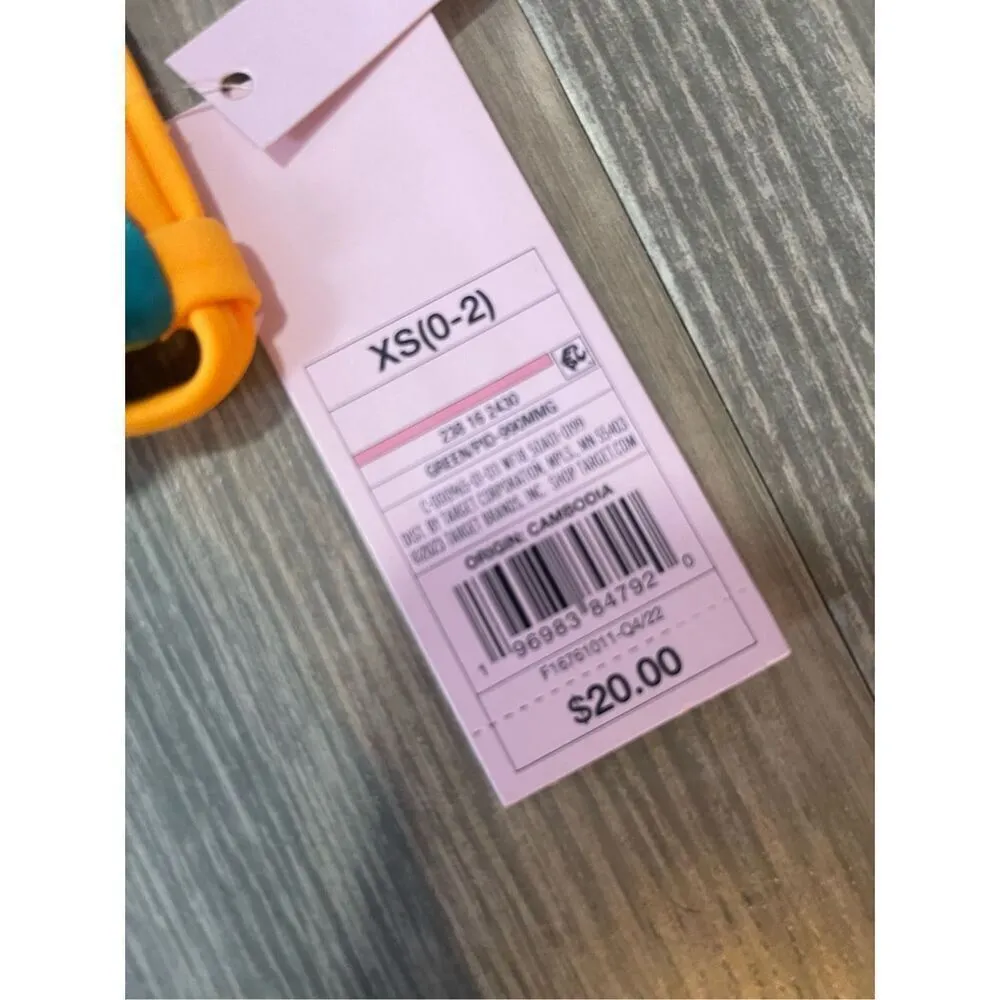 XS(0-2)
238 16 2430
GREEN/PID-990MMG
DIST. BY TARGET CORPORATION, MPLS, MN 55403
©2023 TARGET BRANDS, INC. SHOP TARGET.COM
ORIGIN: CAMBODIA
1 96983 84792 0
F16761011-Q4/22
$20.00